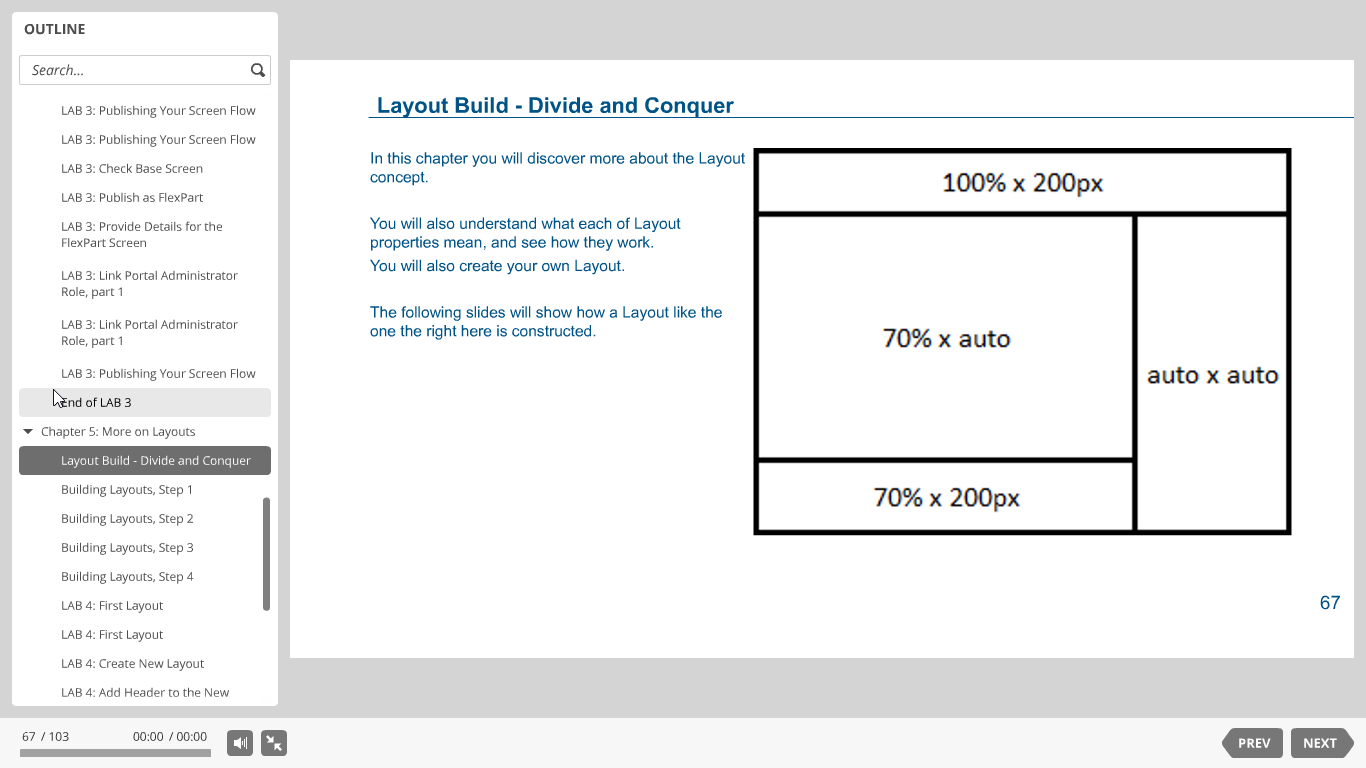 OUTLINE
Search...
LAB 3: Publishing Your Screen Flow
LAB 3: Publishing Your Screen Flow
LAB 3: Check Base Screen
LAB 3: Publish as FlexPart
LAB 3: Provide Details for the
FlexPart Screen
LAB 3: Link Portal Administrator
Role, part 1
LAB 3: Link Portal Administrator
Role, part 1
LAB 3: Publishing Your Screen Flow
End of LAB 3
Chapter 5: More on Layouts
Layout Build - Divide and Conquer
Building Layouts, Step 1
Building Layouts, Step 2
Building Layouts, Step 3
Building Layouts, Step 4
LAB 4: First Layout
LAB 4: First Layout
LAB 4: Create New Layout
LAB 4: Add Header to the New
Layout Build - Divide and Conquer
In this chapter you will discover more about the Layout
concept.
You will also understand what each of Layout
properties mean, and see how they work.
You will also create your own Layout.
The following slides will show how a Layout like the
one the right here is constructed.
100% x 200px
70% x auto
auto x auto
70% x 200px
67
67 / 103
00:00 / 00:00
PREV
NEXT